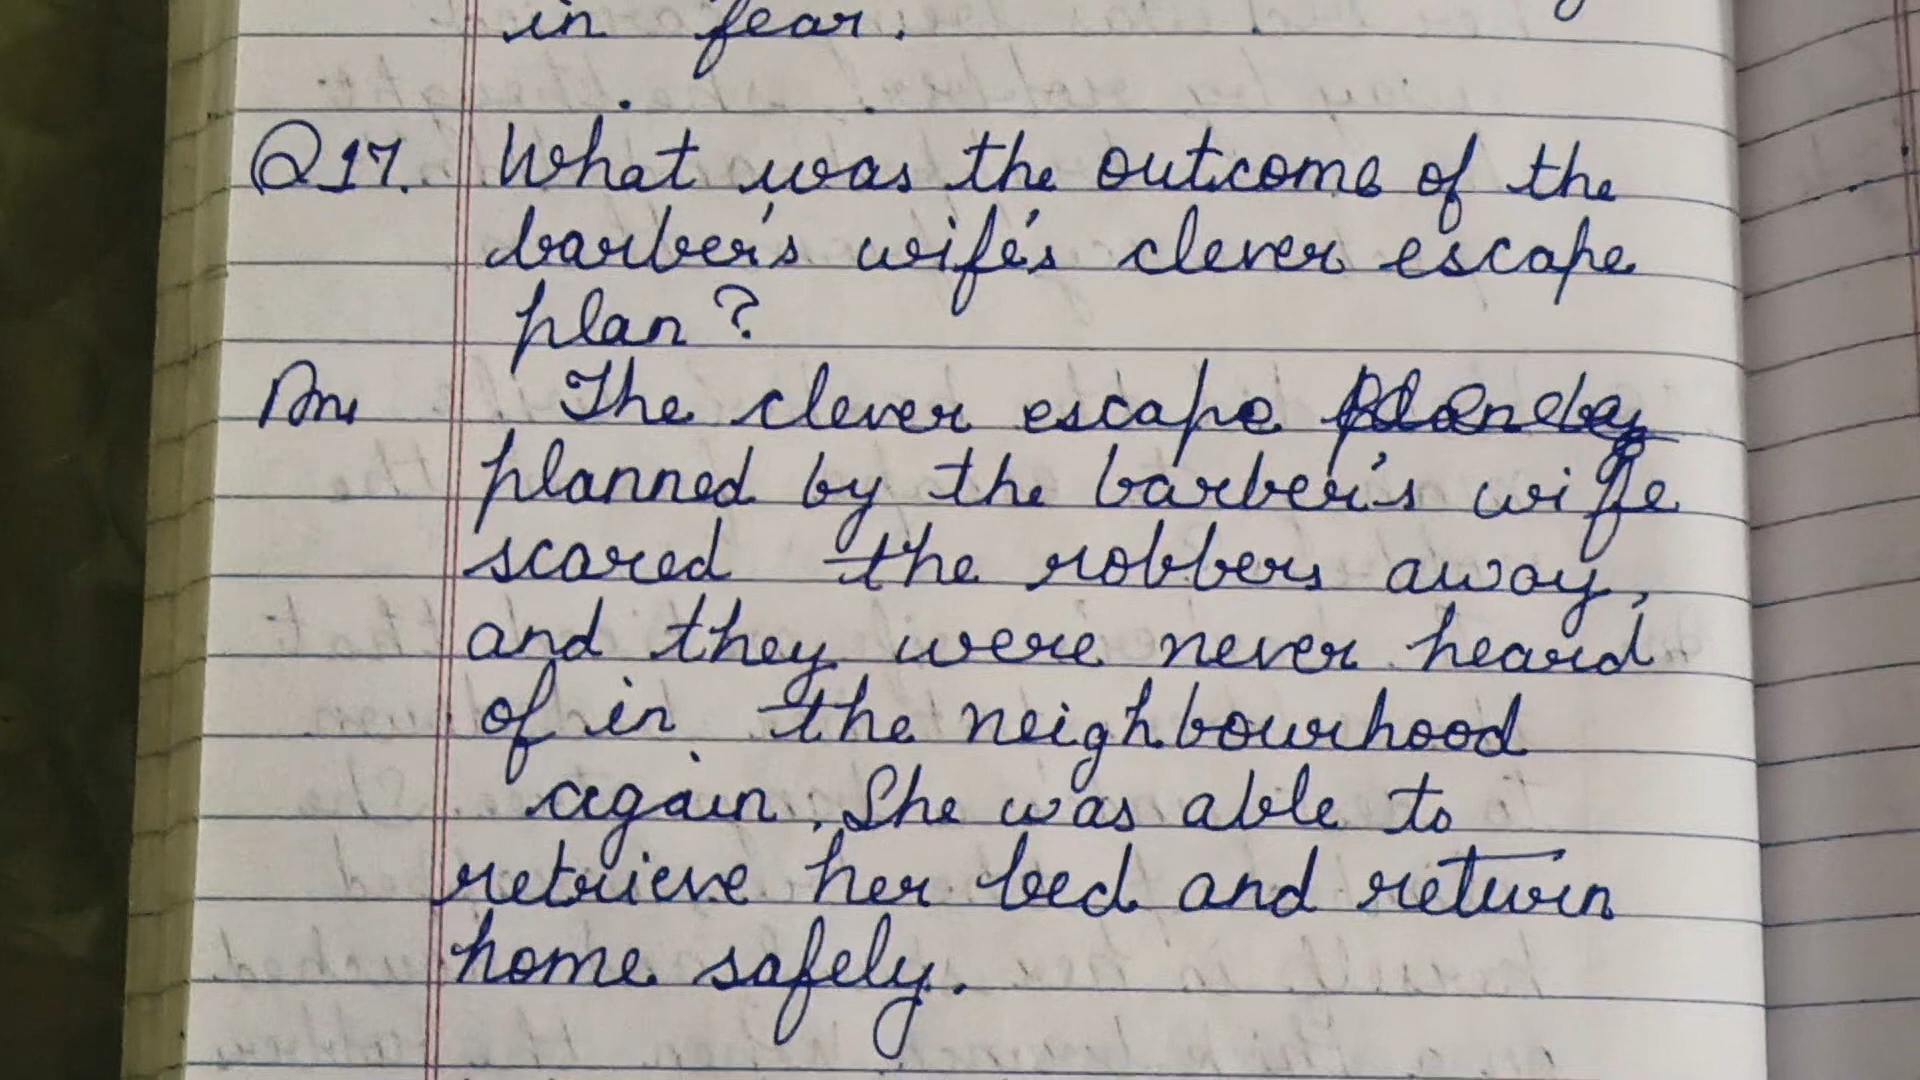 in fear.
Q17. What was the outcome of the
barber's wife's clever escape
plan?
Ans The clever escape
planned by the barber's wife
scared the robbers away,
and they were never heard
of in the neighbourhood
again. She was able to
retrieve her bed and return
home safely.